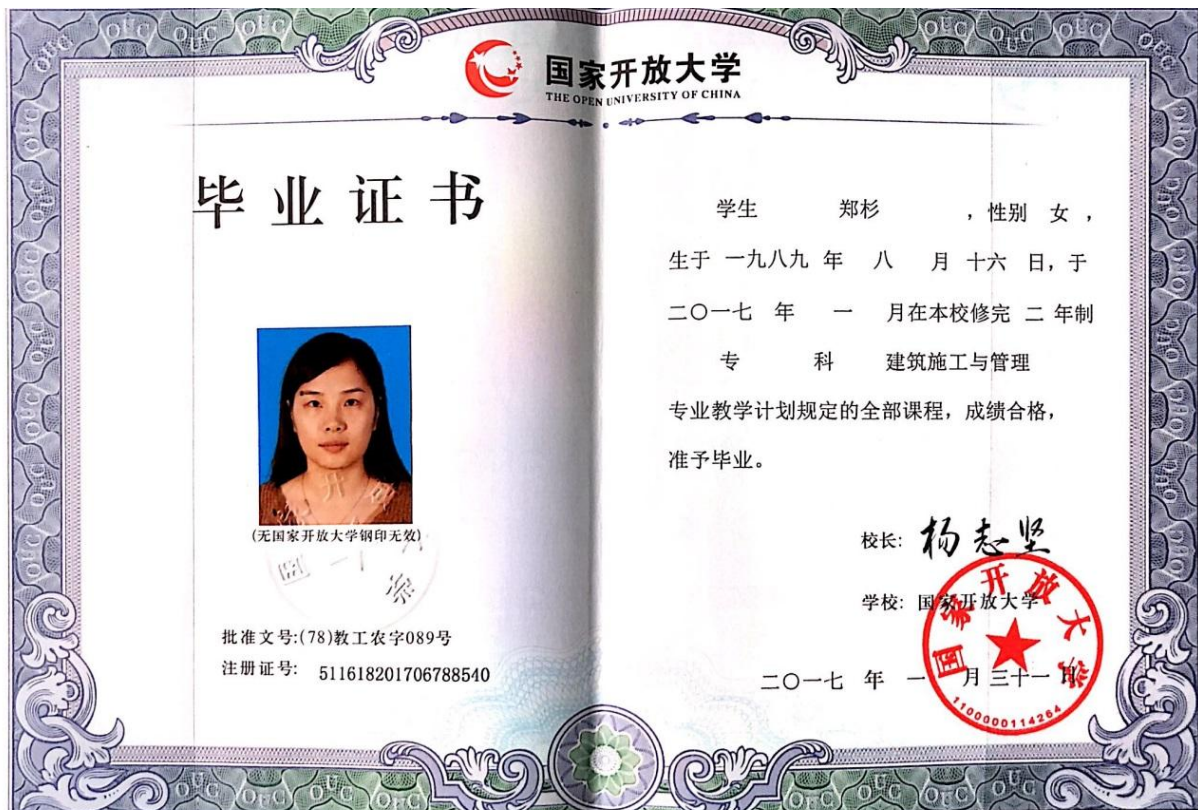 国家开放大学
THE OPEN UNIVERSITY OF CHINA
毕业证书
(无国家开放大学钢印无效)
批准文号:(78)教工农字089号
注册证号: 511618201706788540
学生 郑杉 ，性别 女 ，
生于 一九八九 年 八 月 十六 日，于
二〇一七 年 一 月在本校修完 二 年制
专 科 建筑施工与管理
专业教学计划规定的全部课程，成绩合格，
准予毕业。
校长: 杨志坚
学校: 国家开放大学
二〇一七 年 一 月 三十一 日
国家开放大学
1100000114264